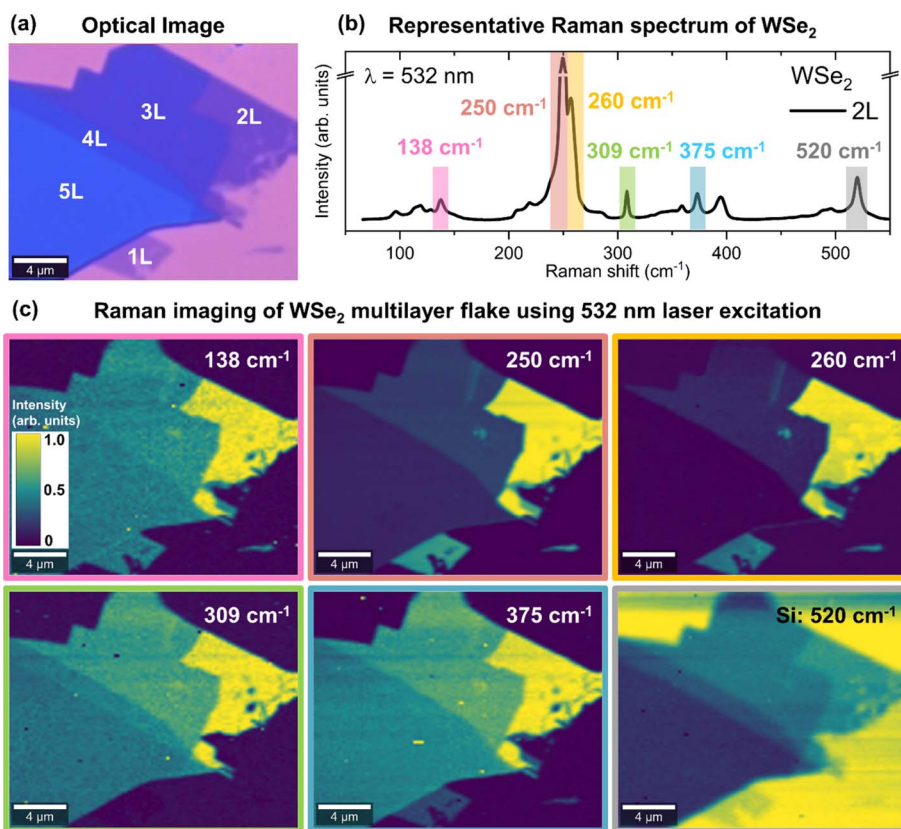 (a) Optical Image
3L
2L
4L
5L
1L
4 μm
(b) Representative Raman spectrum of WSe₂
λ = 532 nm
WSe₂
2L
250 cm⁻¹
260 cm⁻¹
138 cm⁻¹
309 cm⁻¹
375 cm⁻¹
520 cm⁻¹
Intensity (arb. units)
100 200 300 400 500
Raman shift (cm⁻¹)
(c) Raman imaging of WSe₂ multilayer flake using 532 nm laser excitation
138 cm⁻¹
Intensity
(arb. units)
1.0
0.5
0
4 μm
250 cm⁻¹
4 μm
260 cm⁻¹
4 μm
309 cm⁻¹
4 μm
375 cm⁻¹
4 μm
Si: 520 cm⁻¹
4 μm